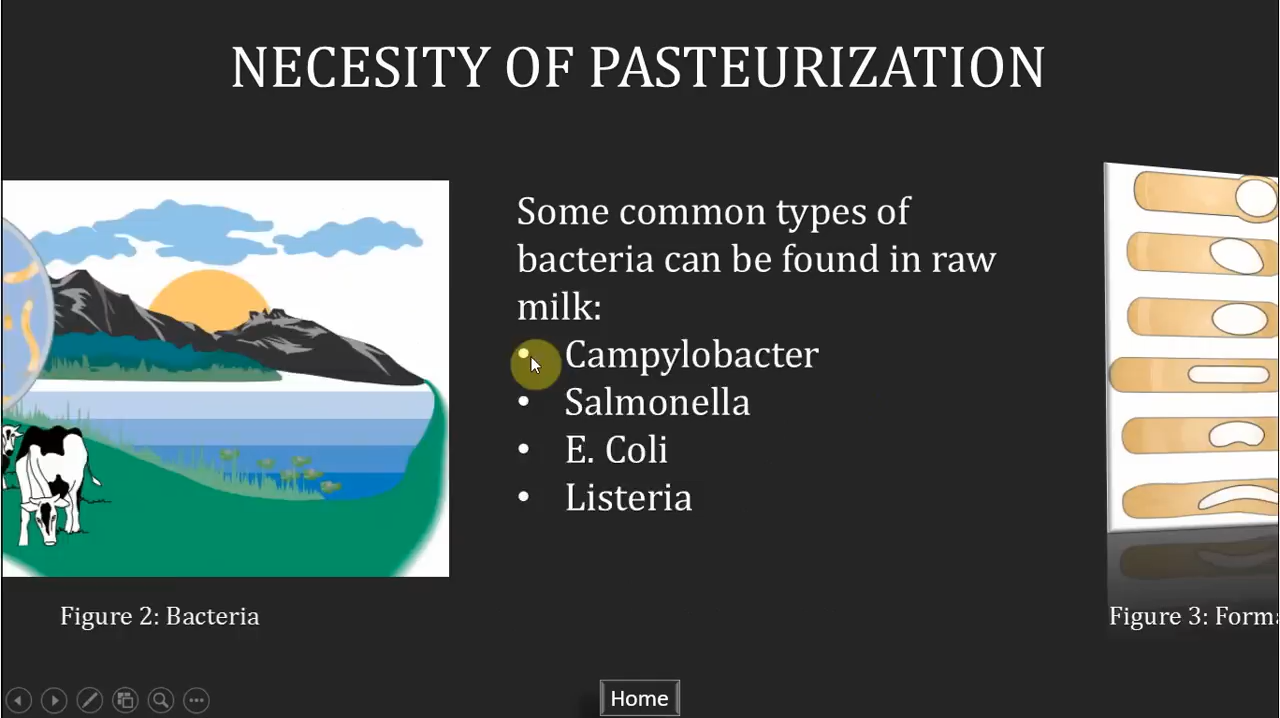 NECESITY OF PASTEURIZATION
Some common types of
bacteria can be found in raw
milk:
• Campylobacter
• Salmonella
• E. Coli
• Listeria
Figure 2: Bacteria
Figure 3:
Home